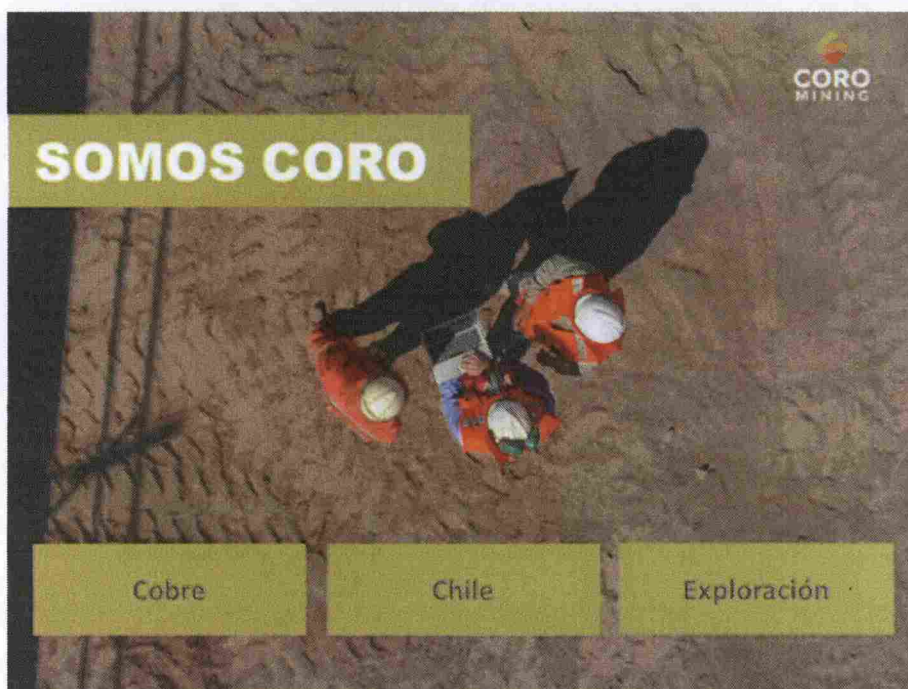 CORO
MINING
SOMOS CORO
Cobre
Chile
Exploración